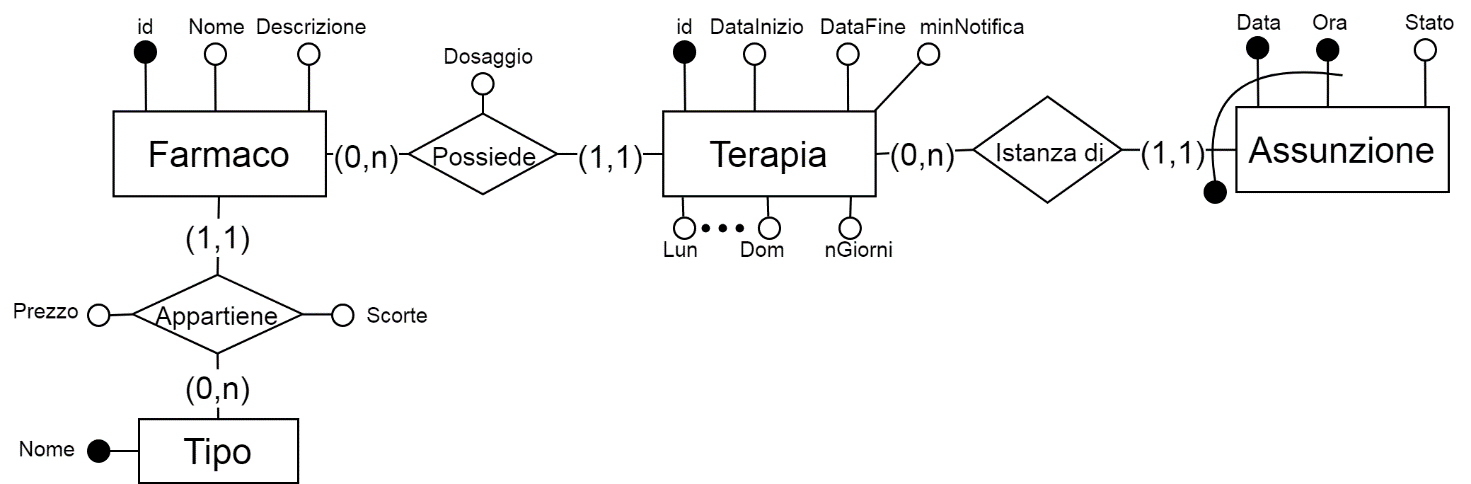 id
Nome
Descrizione
Dosaggio
id
DataInizio
DataFine
minNotifica
Data
Ora
Stato
Farmaco
(0,n)
Possiede
(1,1)
Terapia
(0,n)
Istanza di
(1,1)
Assunzione
Lun
Dom
nGiorni
(1,1)
Prezzo
Appartiene
Scorte
(0,n)
Nome
Tipo